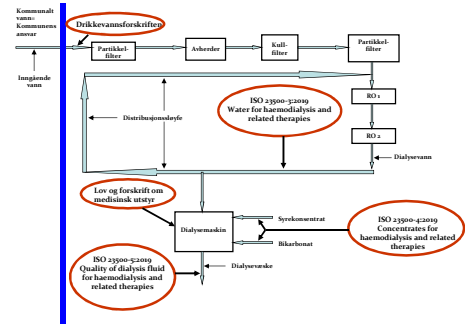 Kommunalt
vann=
Kommunens
ansvar
Drikkevannsforskriften
Partikkel-
filter
Avherder
Kull-
filter
Partikkel-
filter
Inngående
vann
ISO 23500-3:2019
Water for haemodialysis and
related therapies
RO 1
Distribusjonssløyfe
RO 2
Dialysevann
Lov og forskrift om
medisinsk utstyr
Syrekonsentrat
Dialysemaskin
Bikarbonat
ISO 23500-4:2019
Concentrates for
haemodialysis and related
therapies
ISO 23500-5:2019
Quality of dialysis fluid
for haemodialysis and
related therapies
Dialysevæske